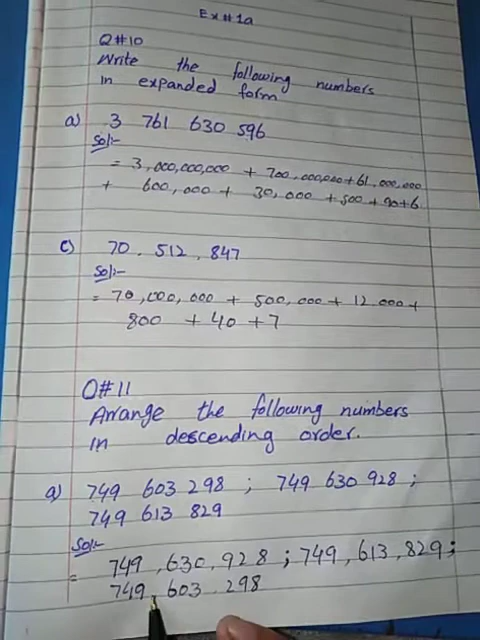 Ex # 1a
Q#10
Write the following numbers
in expanded form
a) 3 761 630 596
Sol:-
= 3,000,000,000 + 700,000,000 + 61,000,000
+ 600,000 + 30,000 + 500 + 90 + 6
c) 70,512,847
Sol:-
= 70,000,000 + 500,000 + 12,000 +
800 + 40 + 7
Q#11
Arrange the following numbers
in descending order.
a) 749 603 298 ; 749 630 928 ;
749 613 829
Sol:-
= 749,630,928 ; 749,613,829 ;
749,603,298